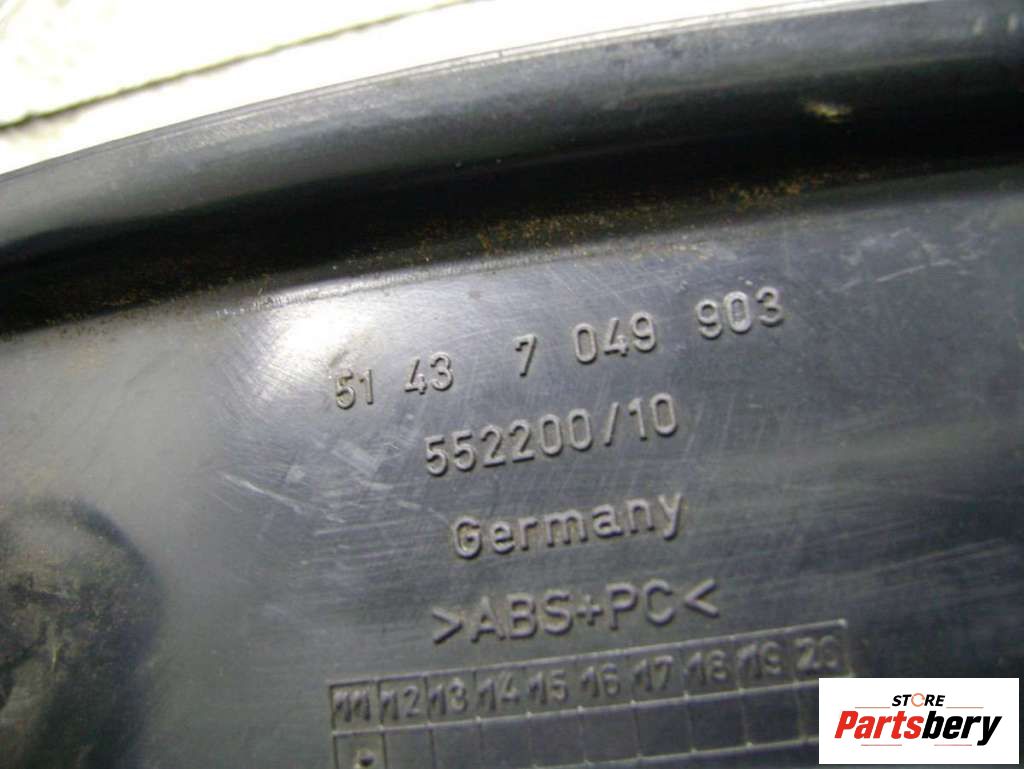 51 43 7 049 903
552200/10
Germany
>ABS+PC<
11 12 13 14 15 16 17 18 19 20
STORE
Partsbery